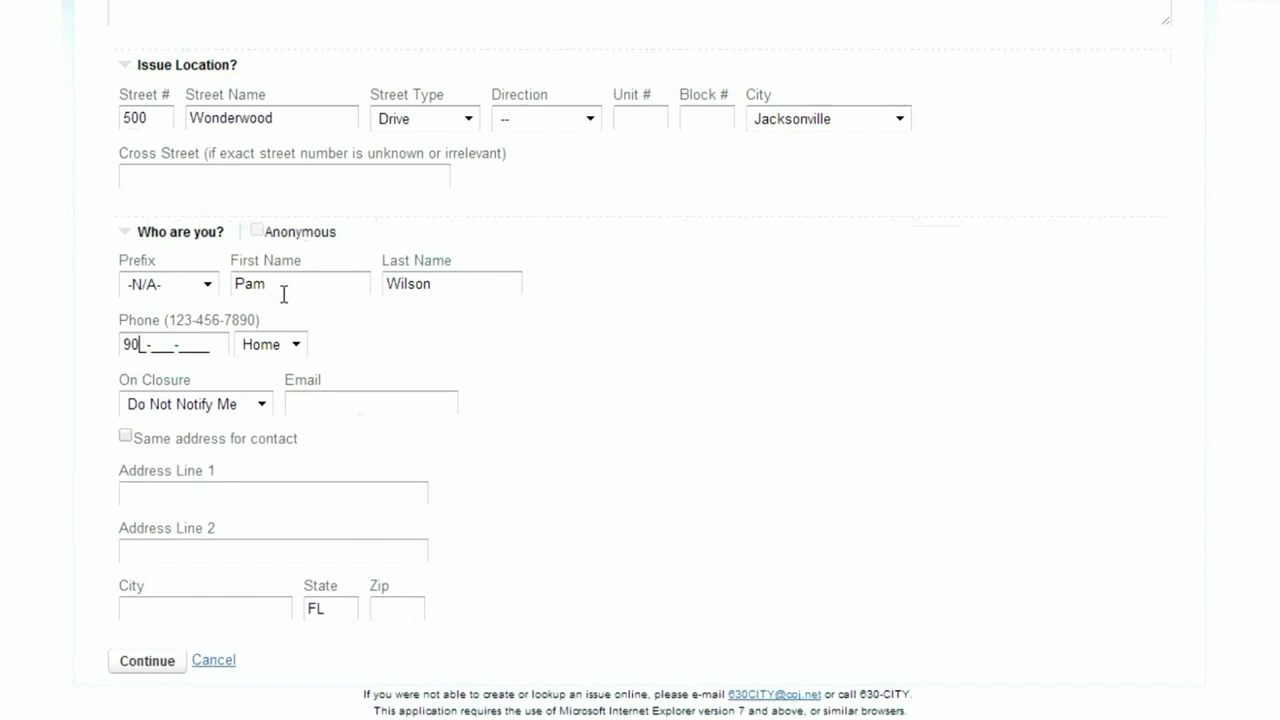 Issue Location?
Street # Street Name Street Type Direction Unit # Block # City
500 Wonderwood Drive -- Jacksonville
Cross Street (if exact street number is unknown or irrelevant)
Who are you? Anonymous
Prefix First Name Last Name
-N/A- Pam Wilson
Phone (123-456-7890)
90_-___-____ Home
On Closure Email
Do Not Notify Me
Same address for contact
Address Line 1
Address Line 2
City State Zip
FL
Continue Cancel
If you were not able to create or lookup an issue online, please e-mail 630CITY@coj.net or call 630-CITY.
This application requires the use of Microsoft Internet Explorer version 7 and above, or similar browsers.